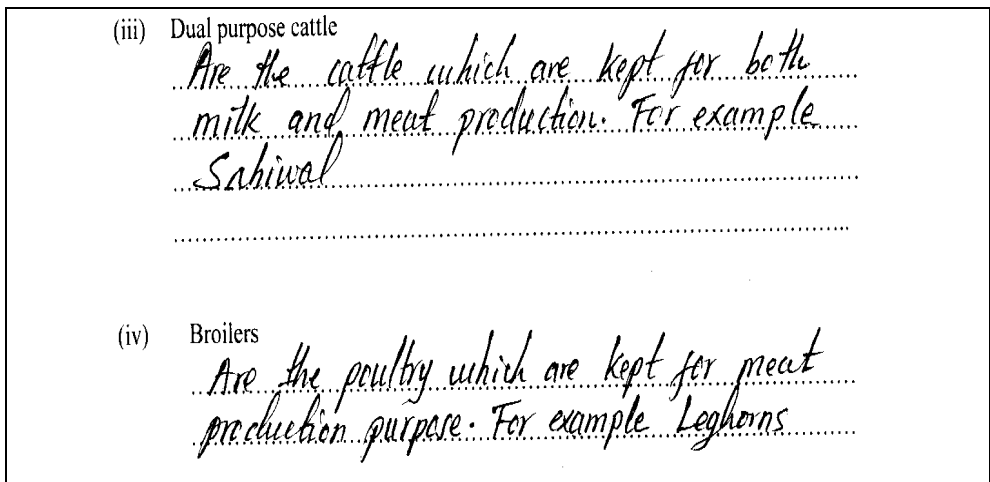 (iii) Dual purpose cattle
Are the cattle which are kept for both
milk and meat production. For example
Sahiwal
(iv) Broilers
Are the poultry which are kept for meat
production purpose. For example Leghorns